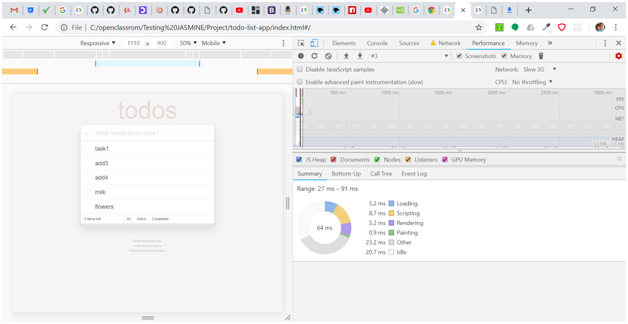 File | C:/openclassrom/Testing%20JASMINE/Project/todo-list-app/index.html#/
Responsive ▼ 1110 × 900 50% ▼ Mobile ▼
Elements Console Sources Network Performance Memory »
#3
Screenshots Memory
Disable JavaScript samples
Network: Slow 3G ▼
Enable advanced paint instrumentation (slow)
CPU: No throttling ▼
500 ms 1000 ms 1500 ms 2000 ms 2500 ms 3000 ms
FPS
CPU
NET
HEAP
todos
What needs to be done?
task1
add3
add4
milk
flowers
5 items left All Active Completed
JS Heap Documents Nodes Listeners GPU Memory
Summary Bottom-Up Call Tree Event Log
Range: 27 ms – 91 ms
64 ms
5.2 ms Loading
8.7 ms Scripting
5.2 ms Rendering
0.9 ms Painting
23.2 ms Other
20.7 ms Idle